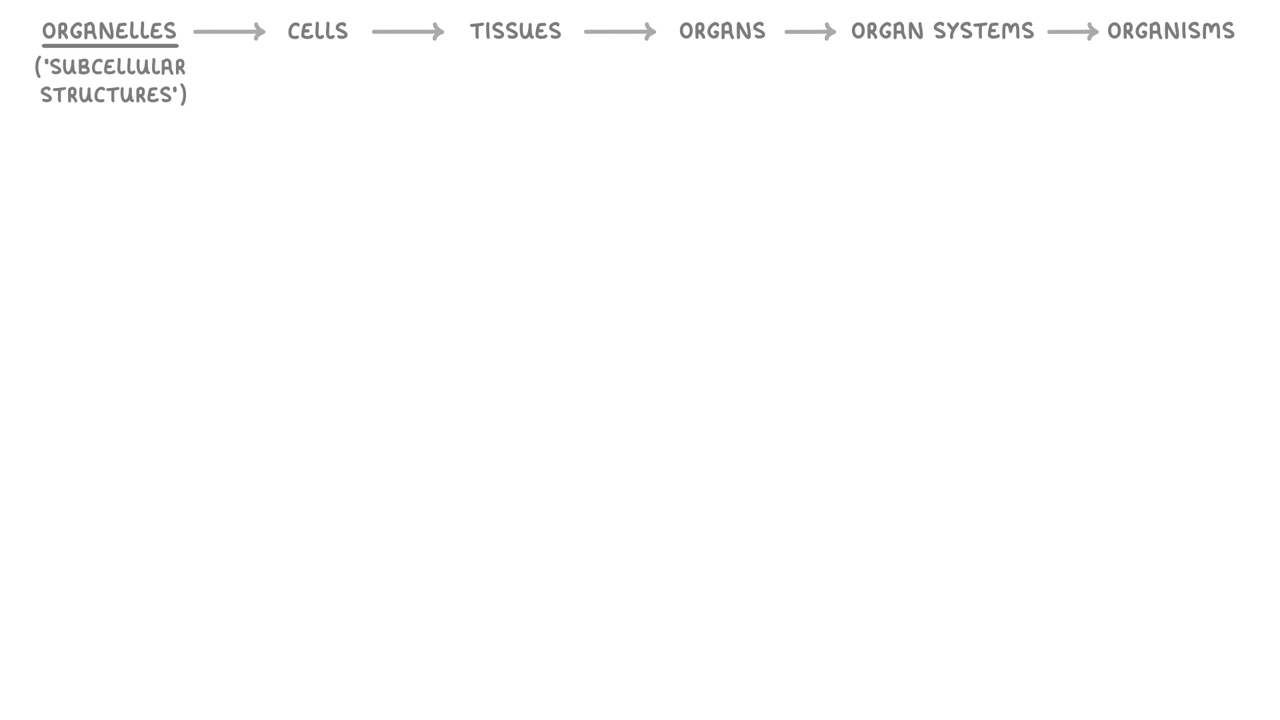 ORGANELLES → CELLS → TISSUES → ORGANS → ORGAN SYSTEMS → ORGANISMS
('SUBCELLULAR
STRUCTURES')